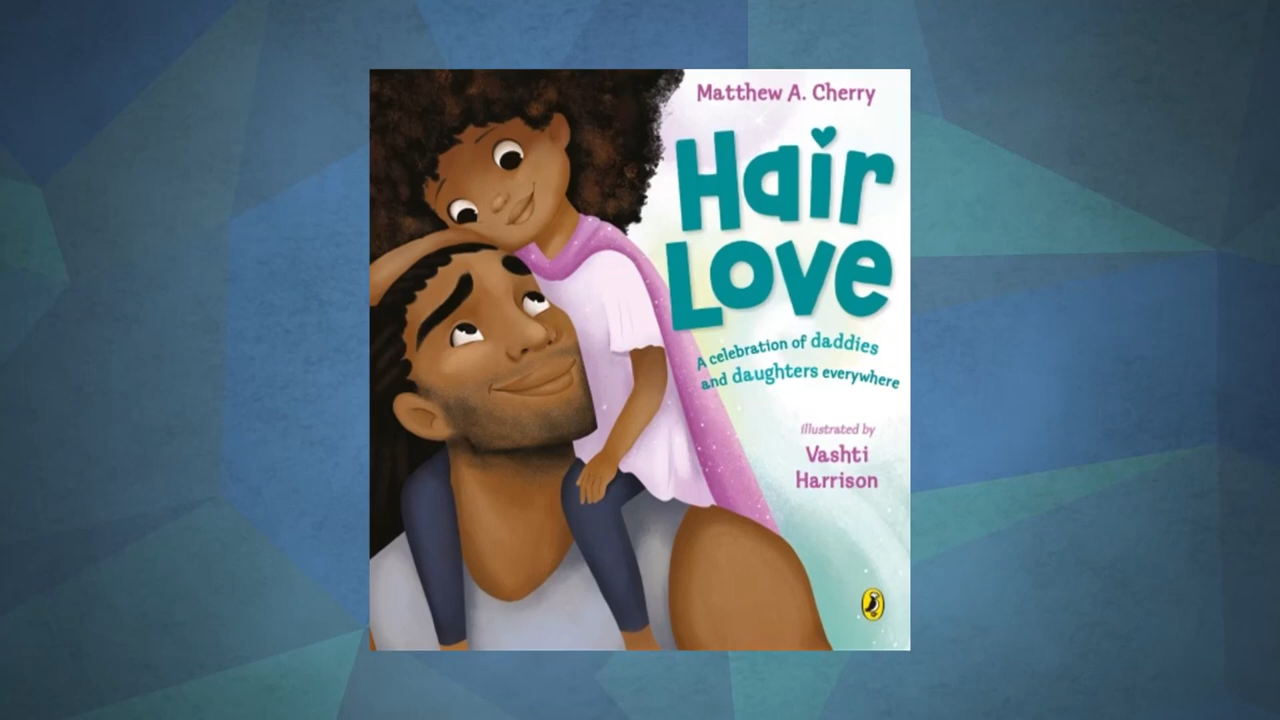 Matthew A. Cherry
Hair
Love
A celebration of daddies
and daughters everywhere
illustrated by
Vashti
Harrison